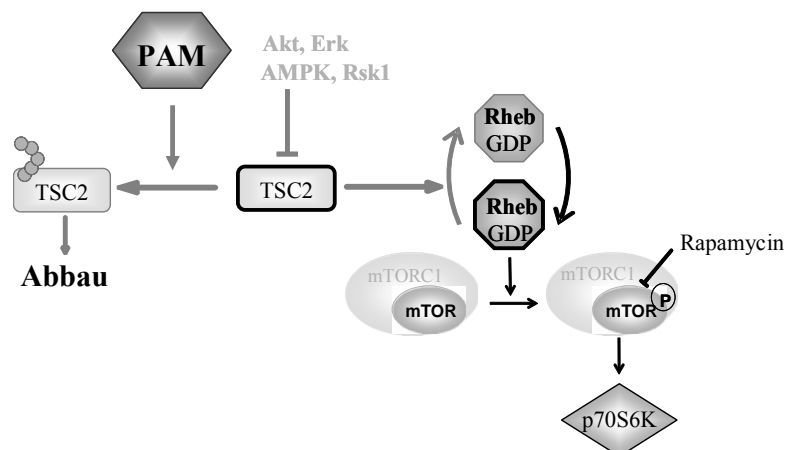 PAM
Akt, Erk
AMPK, Rsk1
Rheb
GDP
TSC2
TSC2
Rheb
GDP
Abbau
Rapamycin
mTORC1
mTOR
mTORC1
mTOR
P
p70S6K